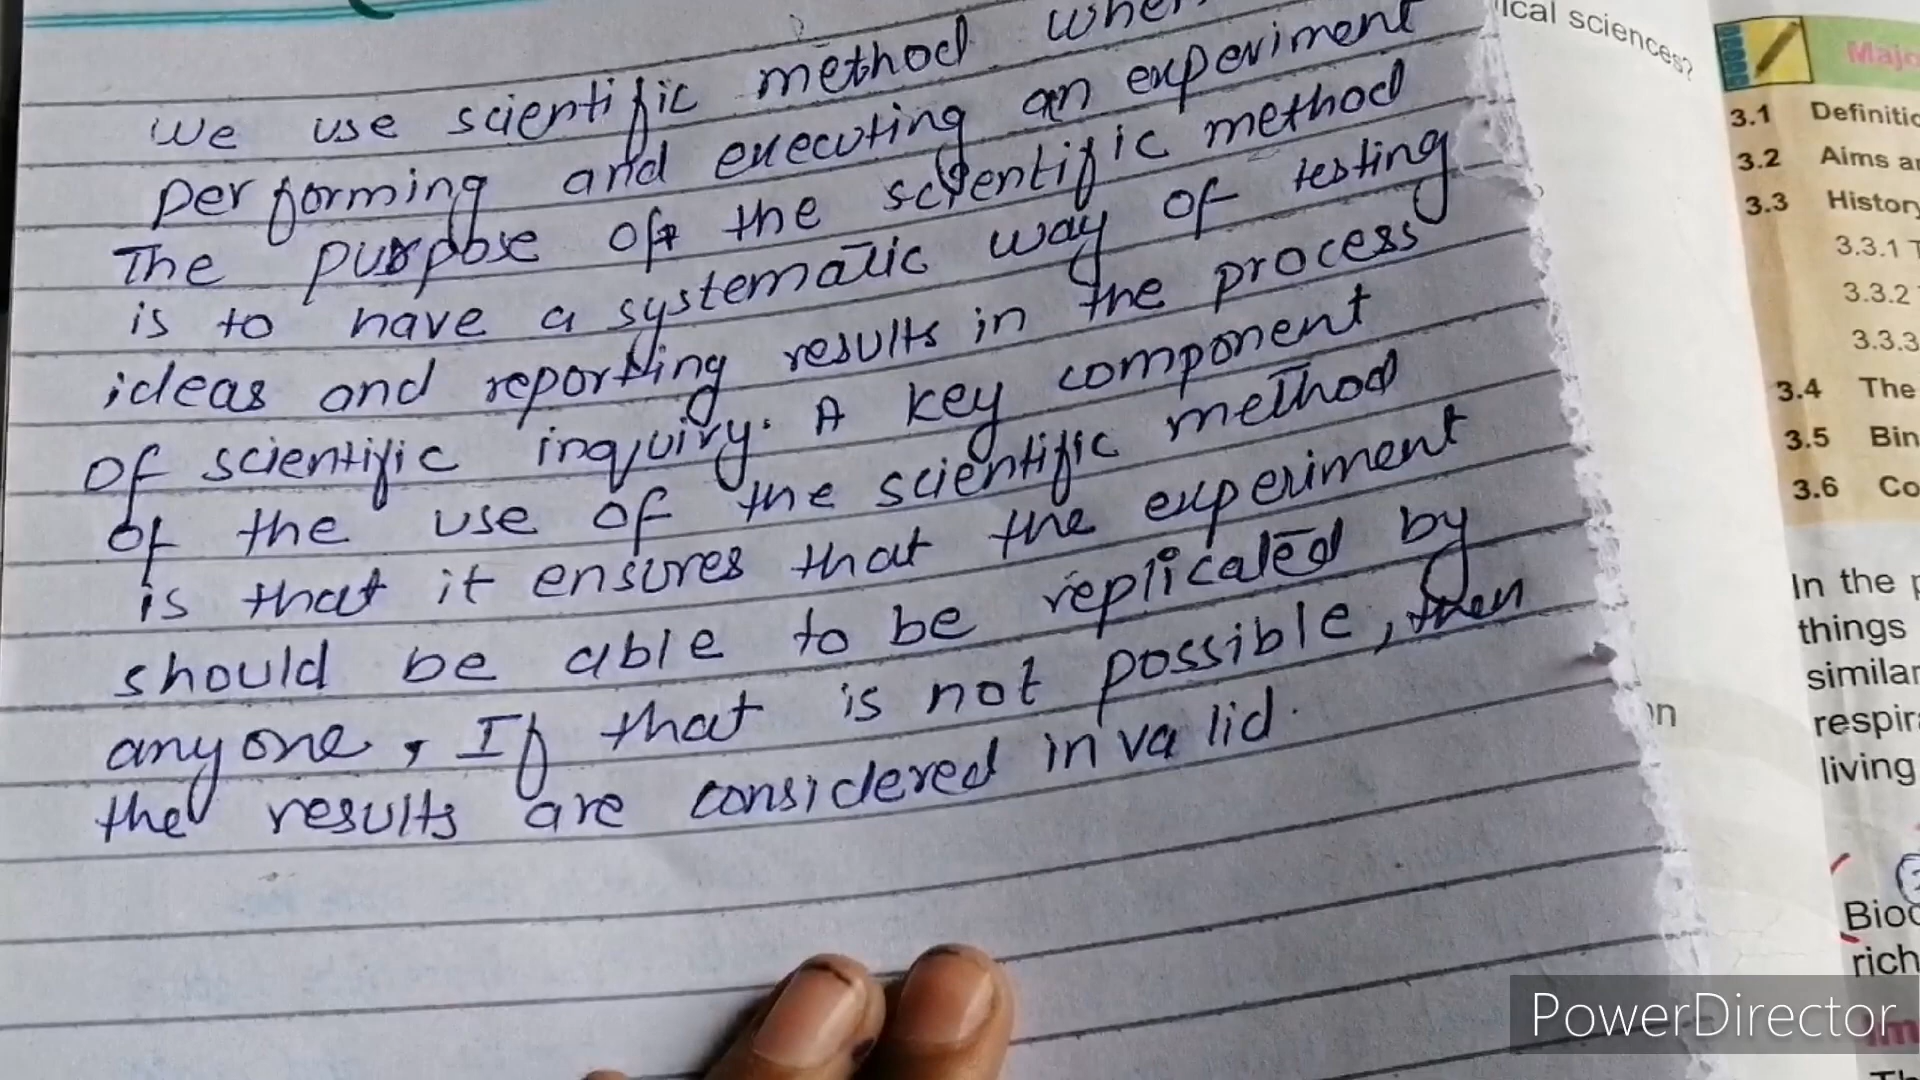 We use scientific method when
performing and executing an experiment
The purpose of the scientific method
is to have a systematic way of testing
ideas and reporting results in the process
of scientific inquiry. A key component
of the use of the scientific method
is that it ensures that the experiment
should be able to be replicated by
anyone, If that is not possible, then
the results are considered invalid.
ical sciences?
3.1 Definitio
3.2 Aims a
3.3 History
3.3.1 T
3.3.2
3.3.3
3.4 The
3.5 Bin
3.6 Co
In the p
things
similar
respir
living
on
Bio
rich
PowerDirector